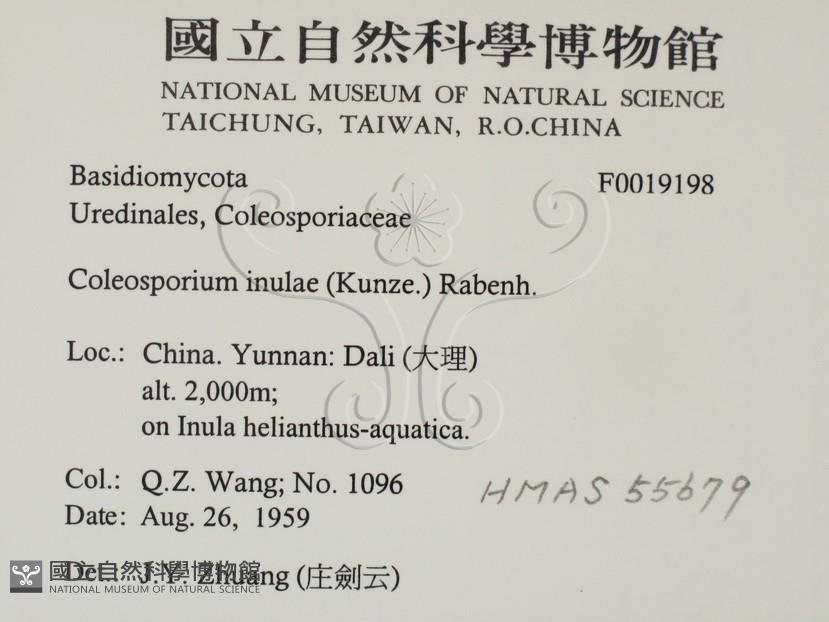 國立自然科學博物館
NATIONAL MUSEUM OF NATURAL SCIENCE
TAICHUNG, TAIWAN, R.O.CHINA
Basidiomycota F0019198
Uredinales, Coleosporiaceae
Coleosporium inulae (Kunze.) Rabenh.
Loc.: China. Yunnan: Dali (大理)
alt. 2,000m;
on Inula helianthus-aquatica.
Col.: Q.Z. Wang; No. 1096
HMAS 55679
Date: Aug. 26, 1959
Det.: J.Y. Zhuang (庄劍云)
國立自然科學博物館
NATIONAL MUSEUM OF NATURAL SCIENCE